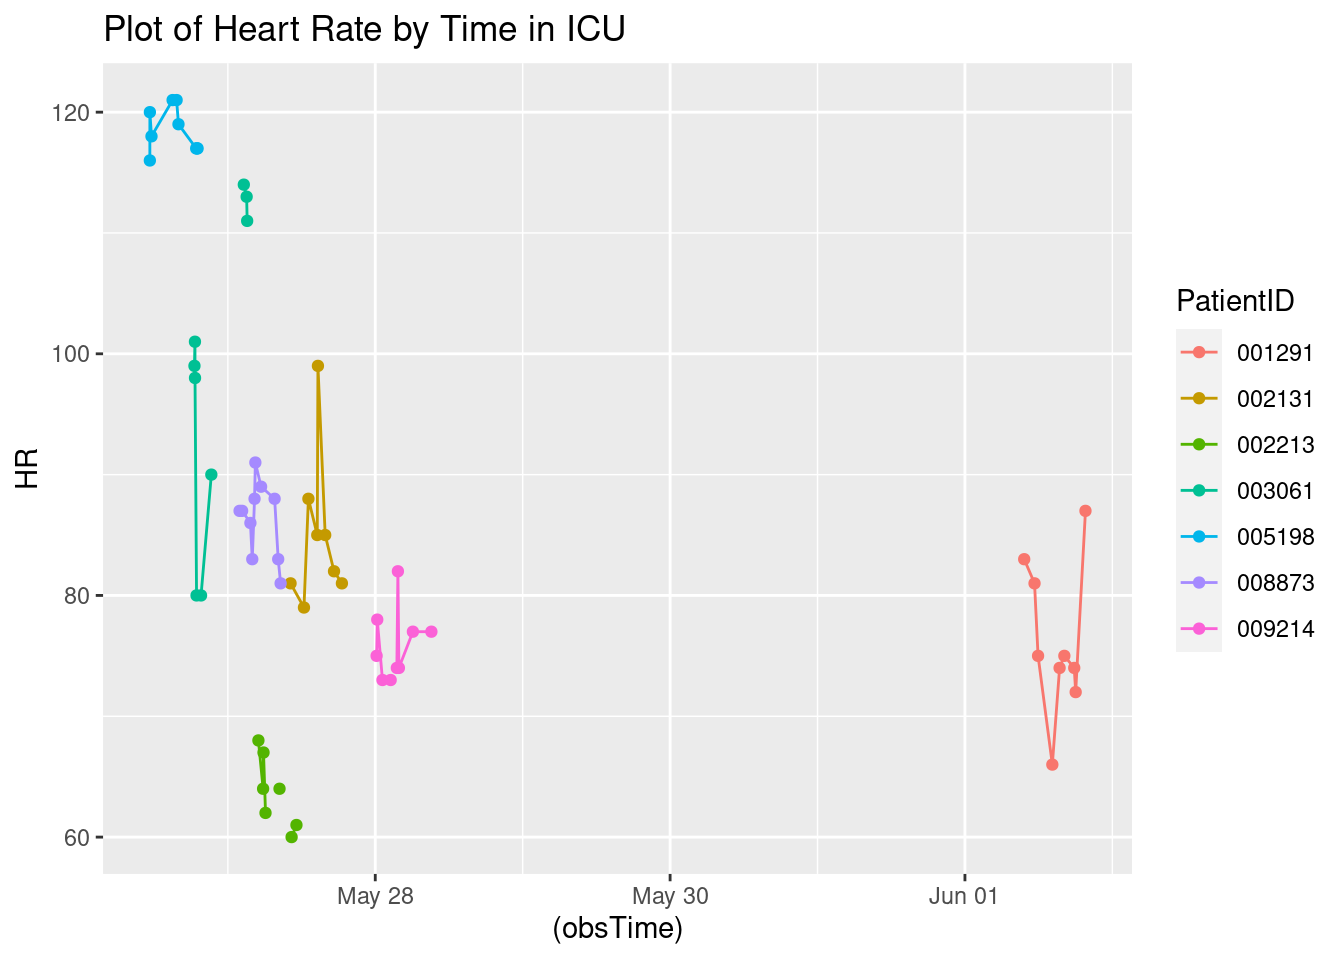 Plot of Heart Rate by Time in ICU
120
100
80
60
HR
May 28
May 30
Jun 01
(obsTime)
PatientID
001291
002131
002213
003061
005198
008873
009214